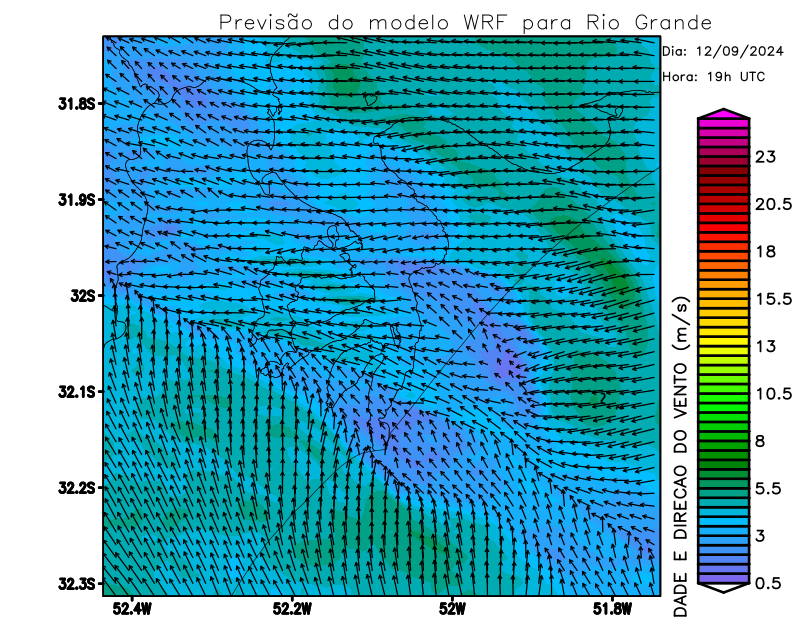 Previsão do modelo WRF para Rio Grande
Dia: 12/09/2024
Hora: 19h UTC
31.8S
31.9S
32S
32.1S
32.2S
32.3S
52.4W
52.2W
52W
51.8W
23
20.5
18
15.5
13
10.5
8
5.5
3
0.5
DADE E DIRECAO DO VENTO (m/s)